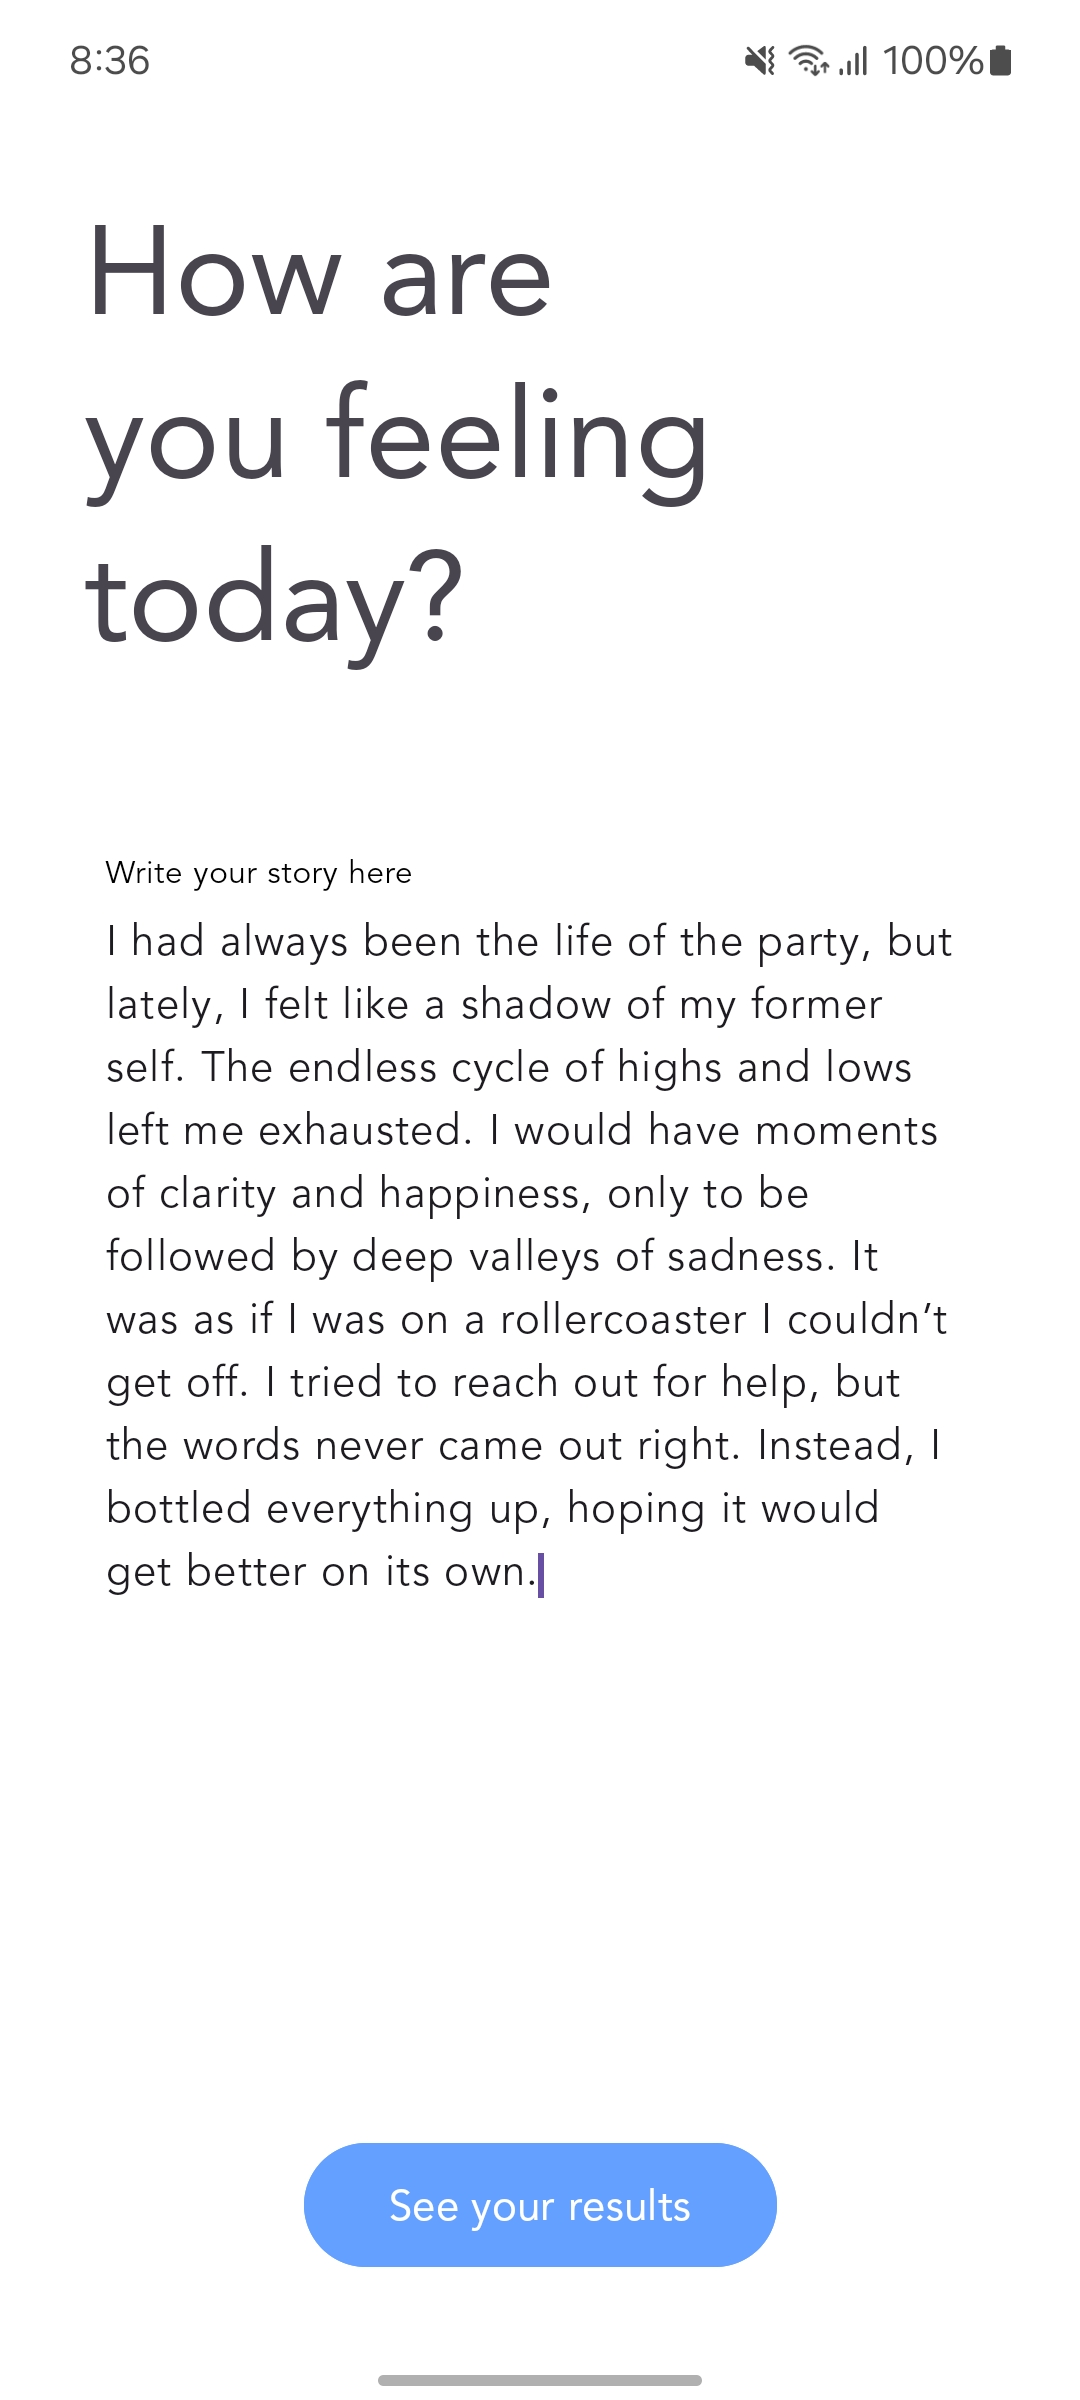 8:36
100%
How are
you feeling
today?
Write your story here
I had always been the life of the party, but
lately, I felt like a shadow of my former
self. The endless cycle of highs and lows
left me exhausted. I would have moments
of clarity and happiness, only to be
followed by deep valleys of sadness. It
was as if I was on a rollercoaster I couldn’t
get off. I tried to reach out for help, but
the words never came out right. Instead, I
bottled everything up, hoping it would
get better on its own.
See your results